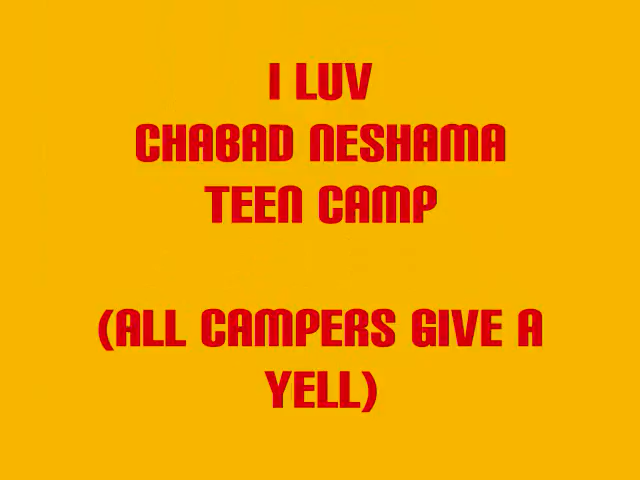 I LUV
CHABAD NESHAMA
TEEN CAMP
(ALL CAMPERS GIVE A
YELL)